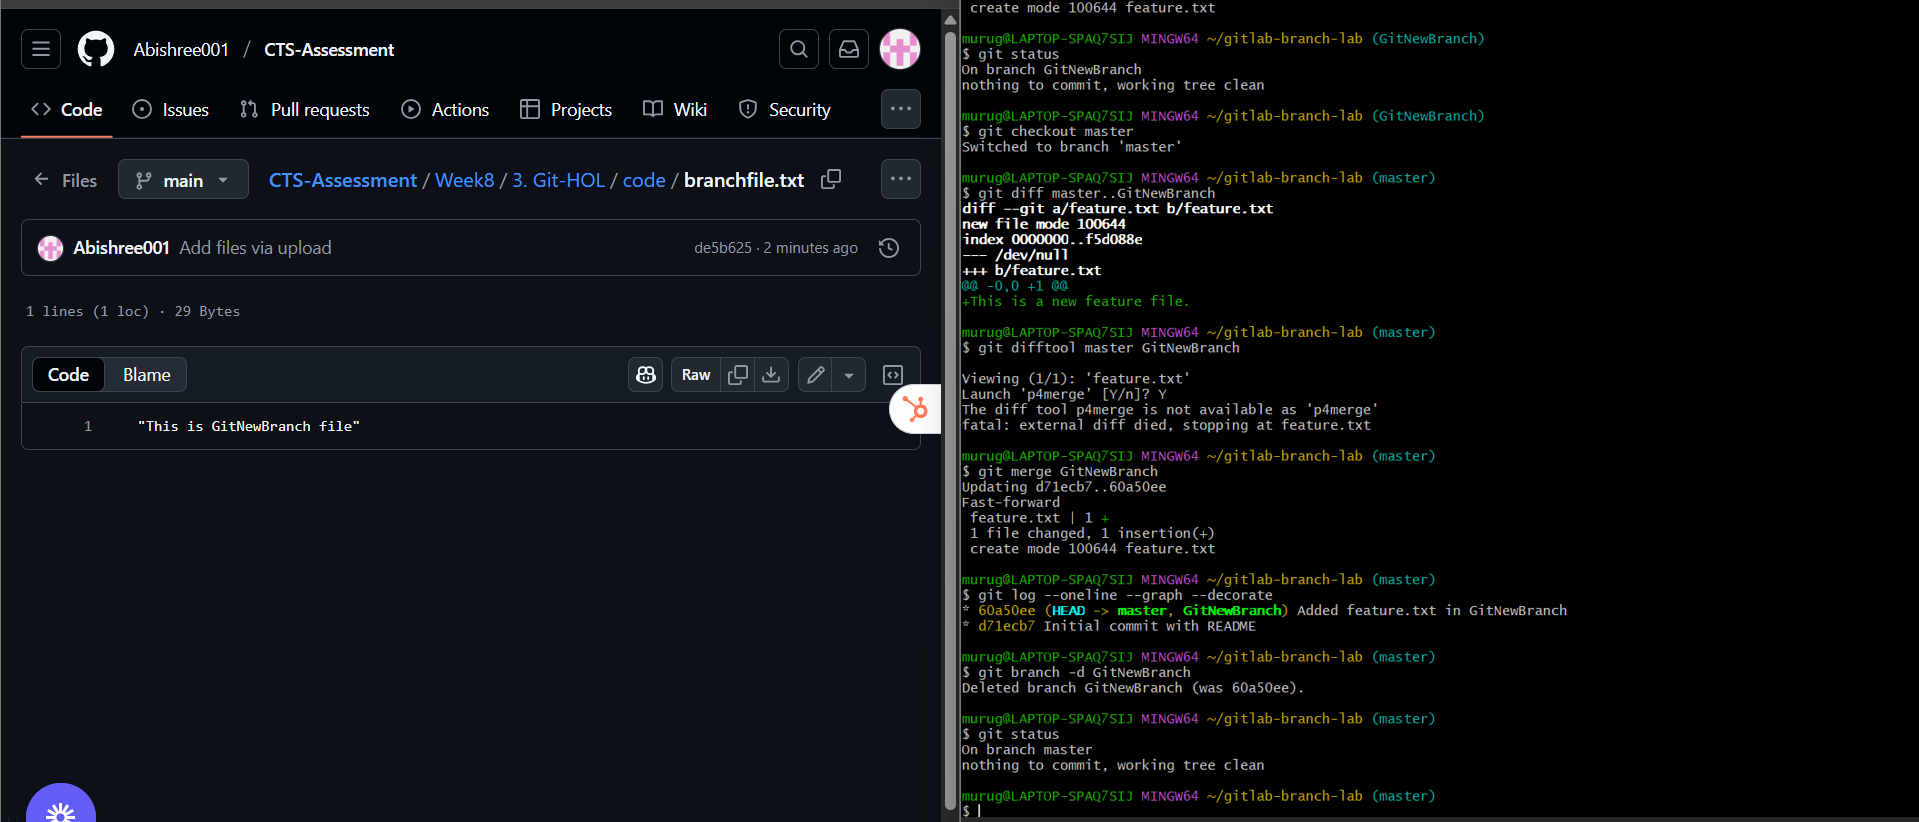 Abishree001 / CTS-Assessment
Code Issues Pull requests Actions Projects Wiki Security
Files main CTS-Assessment / Week8 / 3. Git-HOL / code / branchfile.txt
Abishree001 Add files via upload de5b625 · 2 minutes ago
1 lines (1 loc) · 29 Bytes
Code Blame Raw
1 "This is GitNewBranch file"
create mode 100644 feature.txt
murug@LAPTOP-SPAQ7SIJ MINGW64 ~/gitlab-branch-lab (GitNewBranch)
$ git status
On branch GitNewBranch
nothing to commit, working tree clean
murug@LAPTOP-SPAQ7SIJ MINGW64 ~/gitlab-branch-lab (GitNewBranch)
$ git checkout master
Switched to branch 'master'
murug@LAPTOP-SPAQ7SIJ MINGW64 ~/gitlab-branch-lab (master)
$ git diff master..GitNewBranch
diff --git a/feature.txt b/feature.txt
new file mode 100644
index 0000000..f5d088e
--- /dev/null
+++ b/feature.txt
@@ -0,0 +1 @@
+This is a new feature file.
murug@LAPTOP-SPAQ7SIJ MINGW64 ~/gitlab-branch-lab (master)
$ git difftool master GitNewBranch
Viewing (1/1): 'feature.txt'
Launch 'p4merge' [Y/n]? Y
The diff tool p4merge is not available as 'p4merge'
fatal: external diff died, stopping at feature.txt
murug@LAPTOP-SPAQ7SIJ MINGW64 ~/gitlab-branch-lab (master)
$ git merge GitNewBranch
Updating d71ecb7..60a50ee
Fast-forward
feature.txt | 1 +
1 file changed, 1 insertion(+)
create mode 100644 feature.txt
murug@LAPTOP-SPAQ7SIJ MINGW64 ~/gitlab-branch-lab (master)
$ git log --oneline --graph --decorate
* 60a50ee (HEAD -> master, GitNewBranch) Added feature.txt in GitNewBranch
* d71ecb7 Initial commit with README
murug@LAPTOP-SPAQ7SIJ MINGW64 ~/gitlab-branch-lab (master)
$ git branch -d GitNewBranch
Deleted branch GitNewBranch (was 60a50ee).
murug@LAPTOP-SPAQ7SIJ MINGW64 ~/gitlab-branch-lab (master)
$ git status
On branch master
nothing to commit, working tree clean
murug@LAPTOP-SPAQ7SIJ MINGW64 ~/gitlab-branch-lab (master)
$